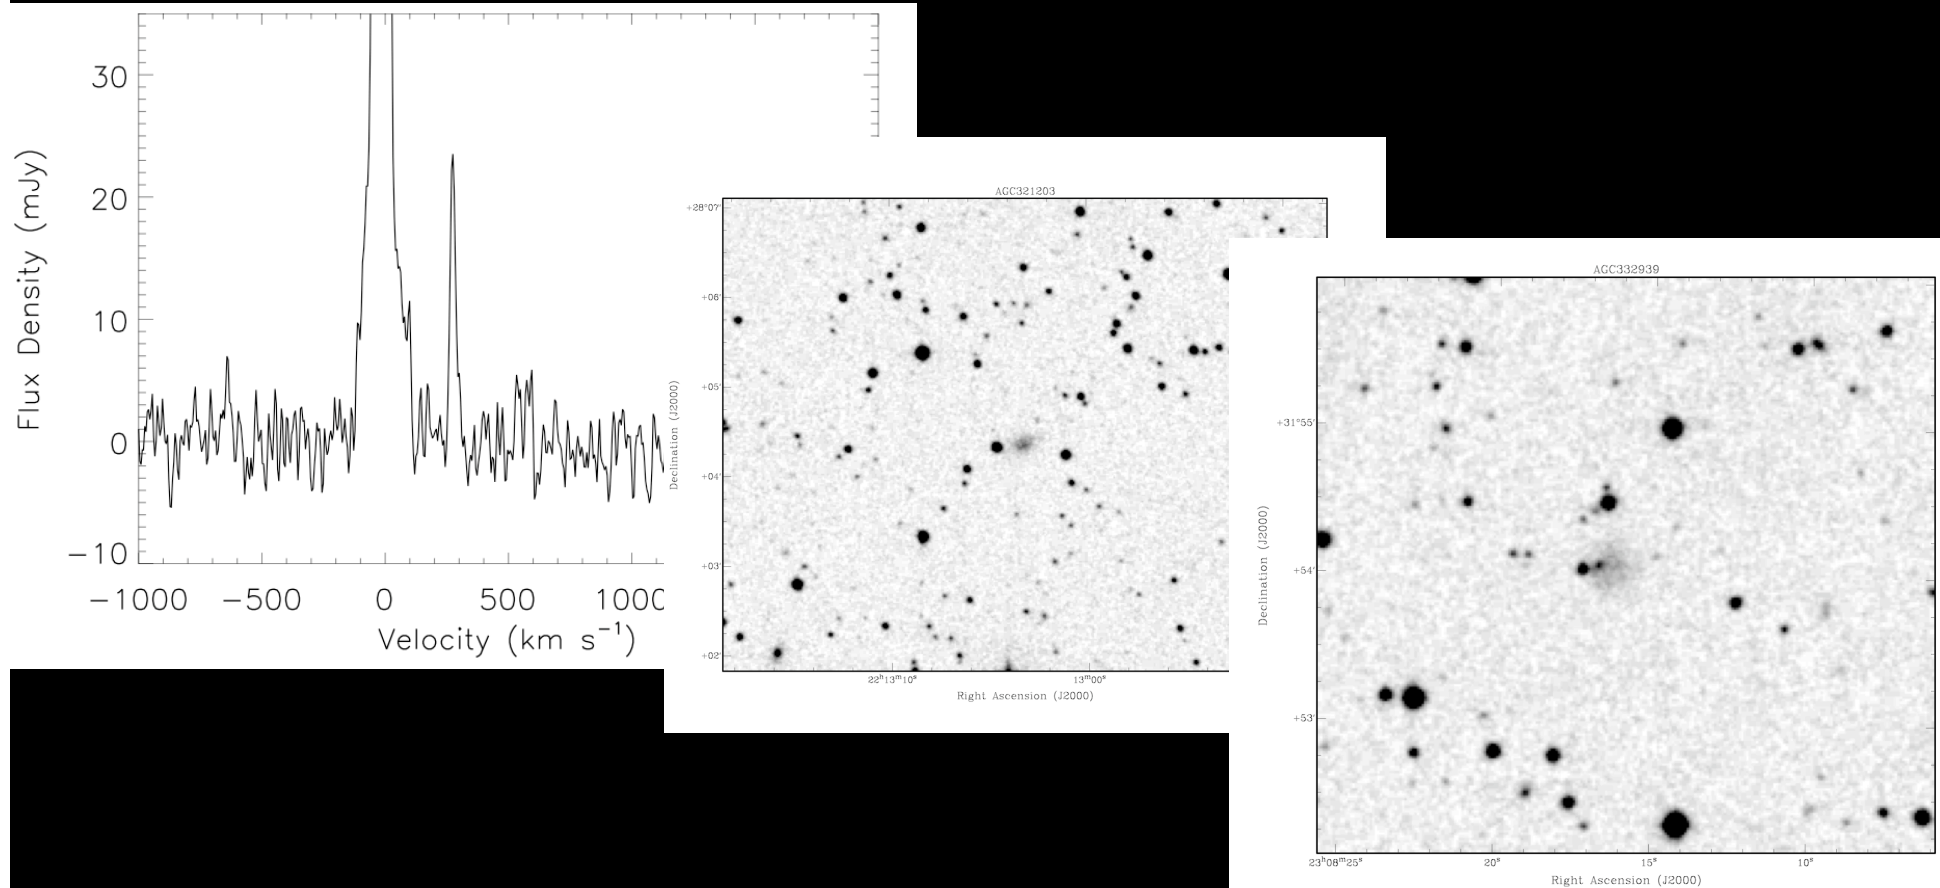 30
20
10
0
−10
Flux Density (mJy)
−1000 −500 0 500 1000
Velocity (km s⁻¹)
AGC321203
+28°07'
+06'
+05'
+04'
+03'
+02'
Declination (J2000)
22ʰ13ᵐ10ˢ 13ᵐ00ˢ
Right Ascension (J2000)
AGC332939
+31°55'
+54'
+53'
Declination (J2000)
23ʰ08ᵐ25ˢ 20ˢ 15ˢ 10ˢ
Right Ascension (J2000)